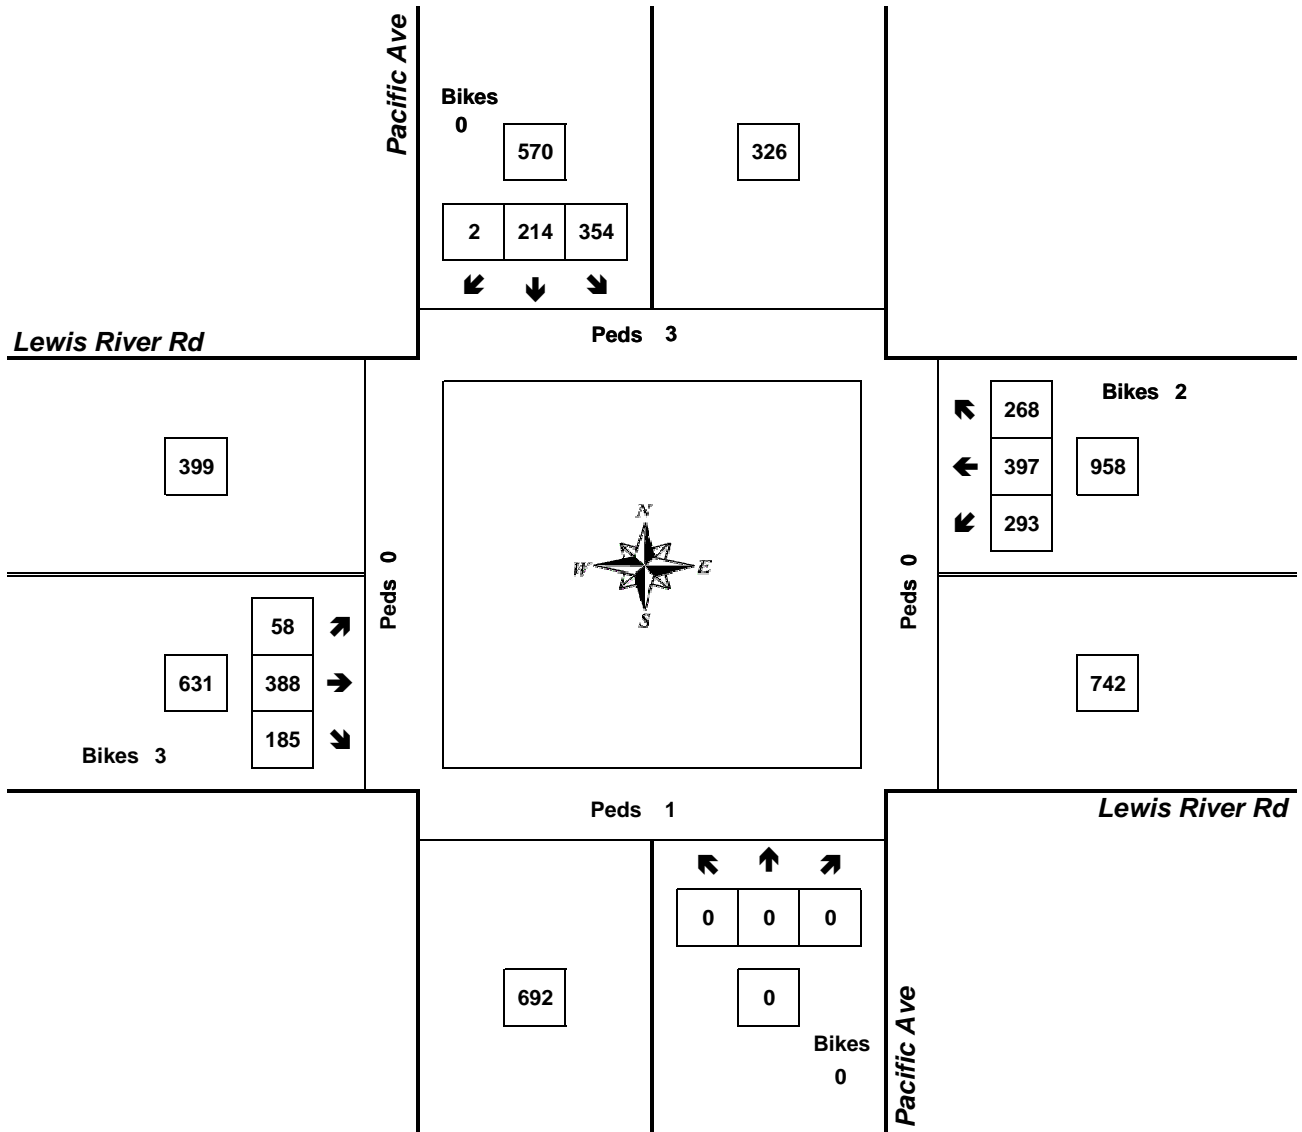 Pacific Ave
Bikes
0
570
326
2 214 354
Peds 3
Lewis River Rd
Bikes 2
268
399
397
958
293
N
W E
S
Peds 0
Peds 0
58
631
388
742
185
Bikes 3
Peds 1
Lewis River Rd
0 0 0
692
0
Bikes
0
Pacific Ave